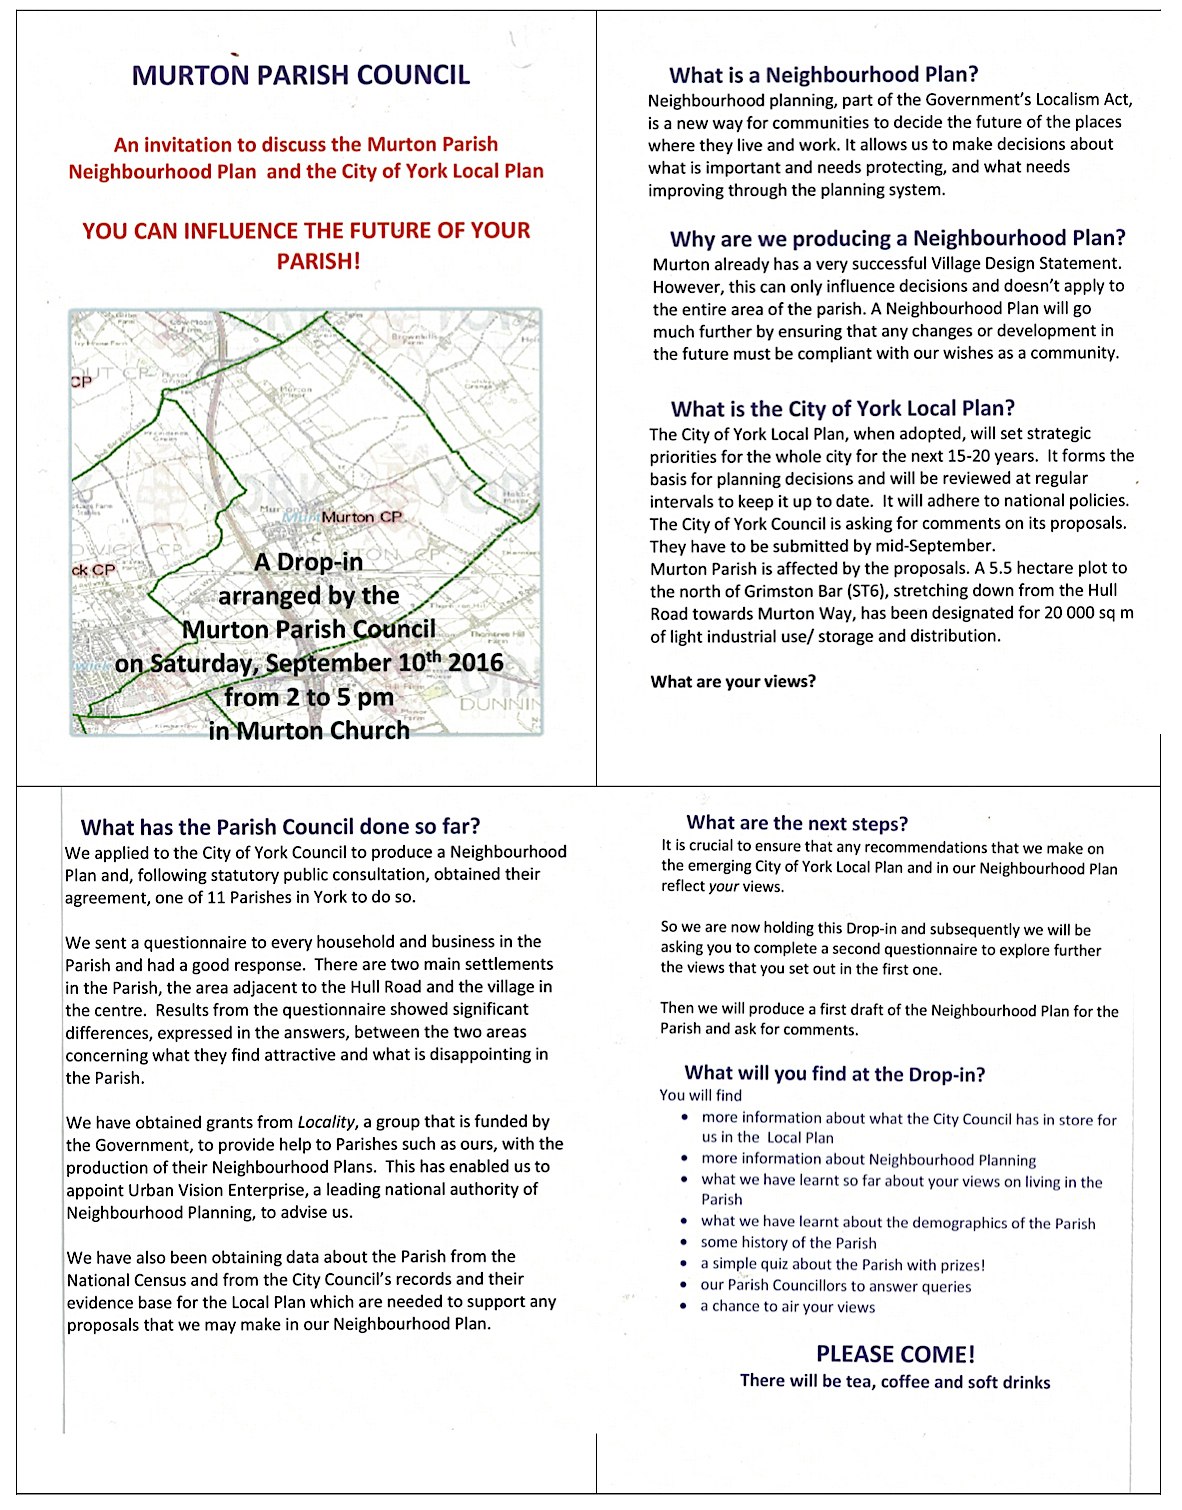 MURTON PARISH COUNCIL
An invitation to discuss the Murton Parish
Neighbourhood Plan and the City of York Local Plan
YOU CAN INFLUENCE THE FUTURE OF YOUR
PARISH!
CP
Murton CP
ck CP
DUNNIN
A Drop-in
arranged by the
Murton Parish Council
on Saturday, September 10th 2016
from 2 to 5 pm
in Murton Church
What is a Neighbourhood Plan?
Neighbourhood planning, part of the Government's Localism Act,
is a new way for communities to decide the future of the places
where they live and work. It allows us to make decisions about
what is important and needs protecting, and what needs
improving through the planning system.
Why are we producing a Neighbourhood Plan?
Murton already has a very successful Village Design Statement.
However, this can only influence decisions and doesn't apply to
the entire area of the parish. A Neighbourhood Plan will go
much further by ensuring that any changes or development in
the future must be compliant with our wishes as a community.
What is the City of York Local Plan?
The City of York Local Plan, when adopted, will set strategic
priorities for the whole city for the next 15-20 years. It forms the
basis for planning decisions and will be reviewed at regular
intervals to keep it up to date. It will adhere to national policies.
The City of York Council is asking for comments on its proposals.
They have to be submitted by mid-September.
Murton Parish is affected by the proposals. A 5.5 hectare plot to
the north of Grimston Bar (ST6), stretching down from the Hull
Road towards Murton Way, has been designated for 20 000 sq m
of light industrial use/ storage and distribution.
What are your views?
What has the Parish Council done so far?
We applied to the City of York Council to produce a Neighbourhood
Plan and, following statutory public consultation, obtained their
agreement, one of 11 Parishes in York to do so.
We sent a questionnaire to every household and business in the
Parish and had a good response. There are two main settlements
in the Parish, the area adjacent to the Hull Road and the village in
the centre. Results from the questionnaire showed significant
differences, expressed in the answers, between the two areas
concerning what they find attractive and what is disappointing in
the Parish.
We have obtained grants from Locality, a group that is funded by
the Government, to provide help to Parishes such as ours, with the
production of their Neighbourhood Plans. This has enabled us to
appoint Urban Vision Enterprise, a leading national authority of
Neighbourhood Planning, to advise us.
We have also been obtaining data about the Parish from the
National Census and from the City Council's records and their
evidence base for the Local Plan which are needed to support any
proposals that we may make in our Neighbourhood Plan.
What are the next steps?
It is crucial to ensure that any recommendations that we make on
the emerging City of York Local Plan and in our Neighbourhood Plan
reflect your views.
So we are now holding this Drop-in and subsequently we will be
asking you to complete a second questionnaire to explore further
the views that you set out in the first one.
Then we will produce a first draft of the Neighbourhood Plan for the
Parish and ask for comments.
What will you find at the Drop-in?
You will find
• more information about what the City Council has in store for
us in the Local Plan
• more information about Neighbourhood Planning
• what we have learnt so far about your views on living in the
Parish
• what we have learnt about the demographics of the Parish
• some history of the Parish
• a simple quiz about the Parish with prizes!
• our Parish Councillors to answer queries
• a chance to air your views
PLEASE COME!
There will be tea, coffee and soft drinks